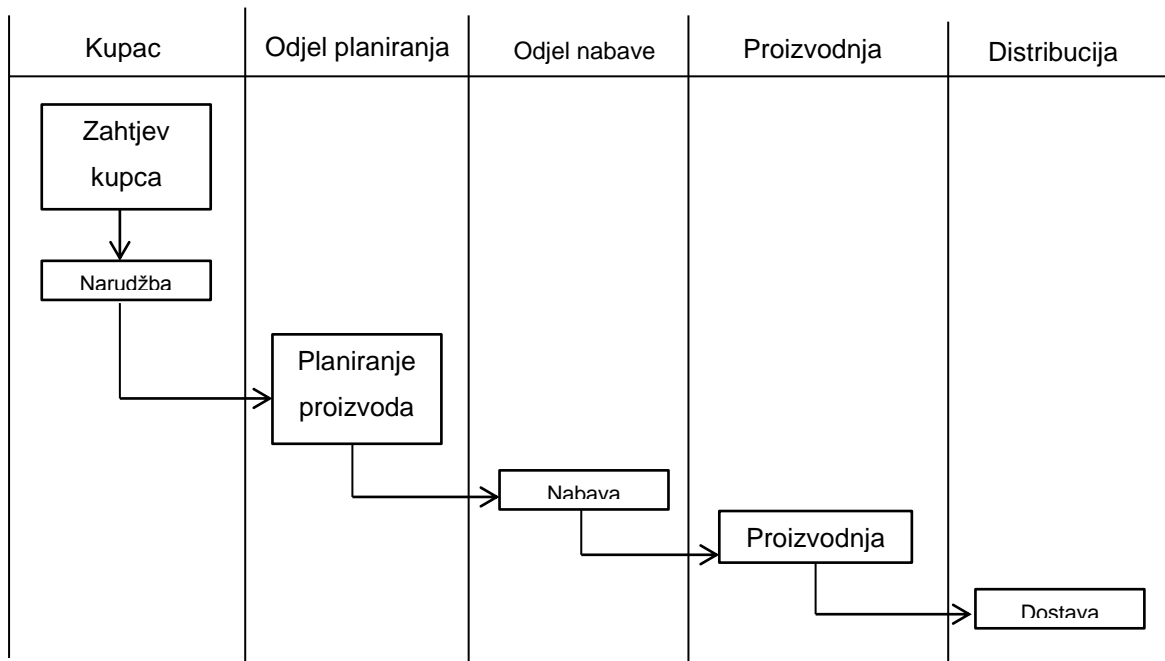 Kupac
Odjel planiranja
Odjel nabave
Proizvodnja
Distribucija
Zahtjev
kupca
Narudžba
Planiranje
proizvoda
Nabava
Proizvodnja
Dostava